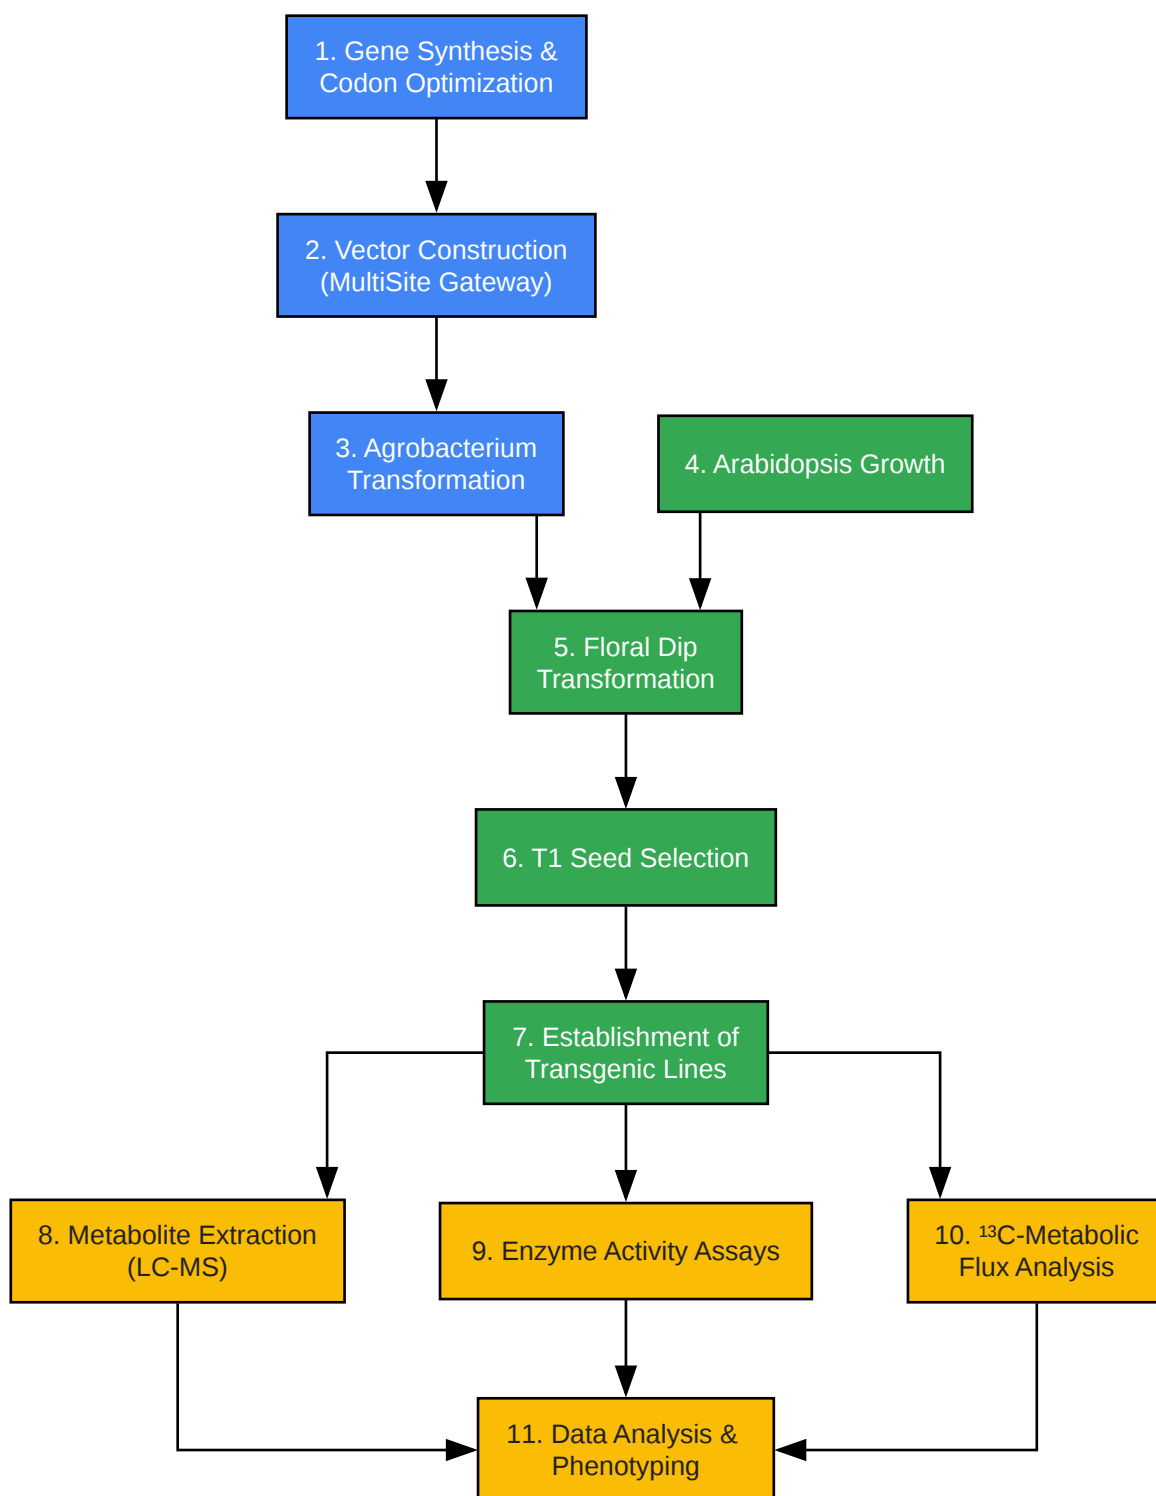 1. Gene Synthesis &
Codon Optimization
2. Vector Construction
(MultiSite Gateway)
3. Agrobacterium
Transformation
4. Arabidopsis Growth
5. Floral Dip
Transformation
6. T1 Seed Selection
7. Establishment of
Transgenic Lines
8. Metabolite Extraction
(LC-MS)
9. Enzyme Activity Assays
10. ¹³C-Metabolic
Flux Analysis
11. Data Analysis &
Phenotyping